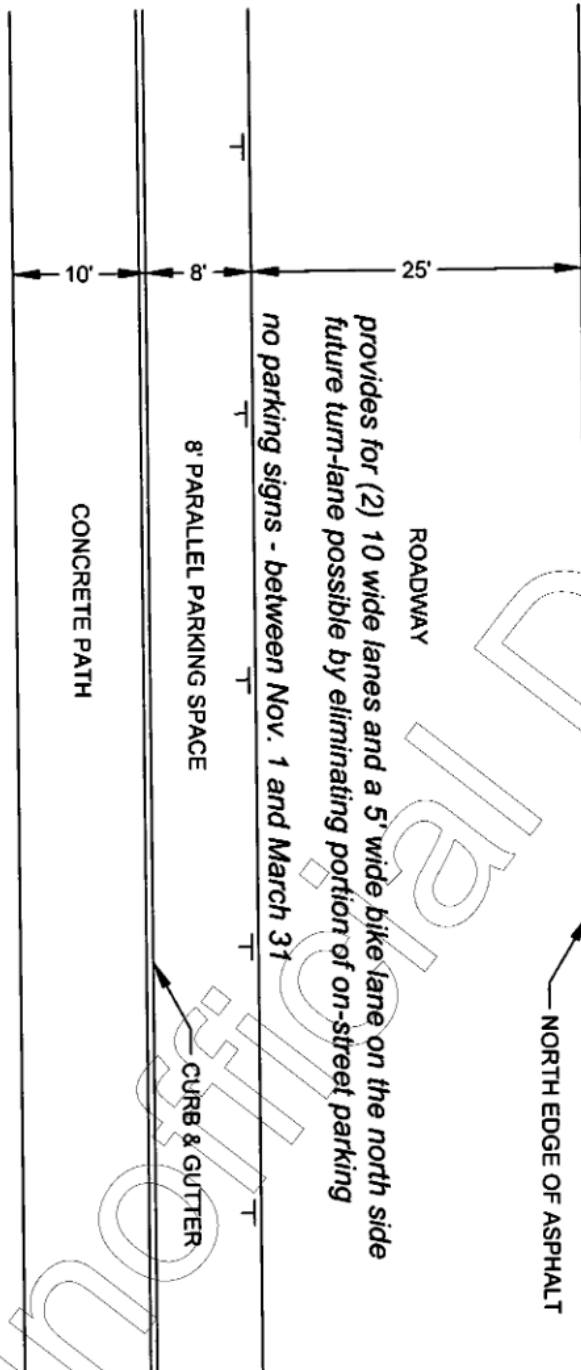 NORTH EDGE OF ASPHALT
25'
ROADWAY
provides for (2) 10 wide lanes and a 5' wide bike lane on the north side
future turn-lane possible by eliminating portion of on-street parking
no parking signs - between Nov. 1 and March 31
8'
8' PARALLEL PARKING SPACE
CURB & GUTTER
10'
CONCRETE PATH
nofficial D